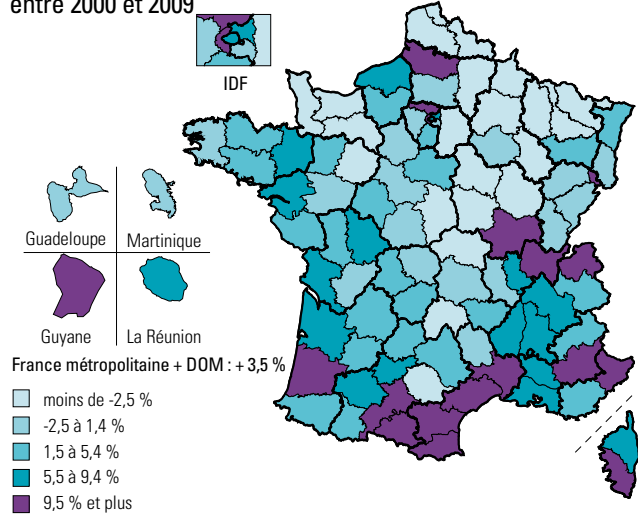 entre 2000 et 2009
IDF
Guadeloupe
Martinique
Guyane
La Réunion
France métropolitaine + DOM : + 3,5 %
moins de -2,5 %
-2,5 à 1,4 %
1,5 à 5,4 %
5,5 à 9,4 %
9,5 % et plus